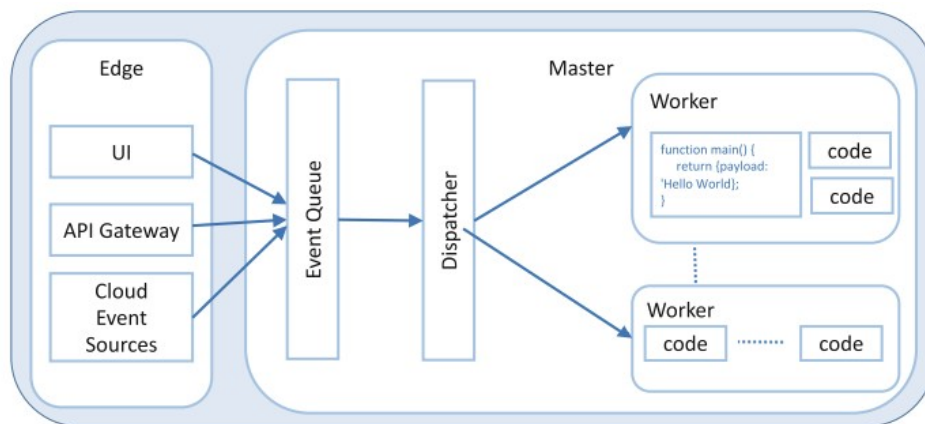 Edge
Master
UI
API Gateway
Cloud
Event
Sources
Event Queue
Dispatcher
Worker
function main() {
return {payload:
'Hello World};
}
code
code
Worker
code
code